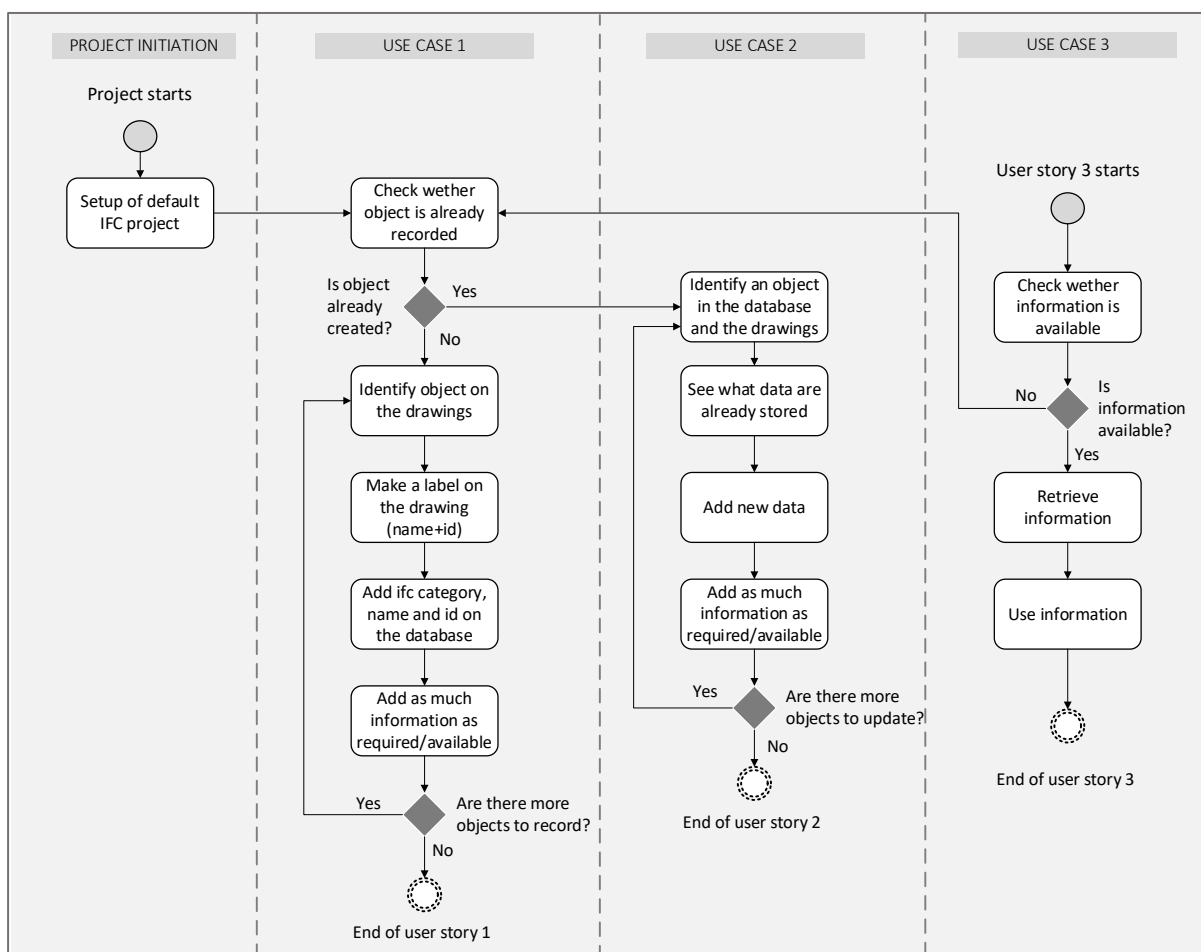 PROJECT INITIATION
USE CASE 1
USE CASE 2
USE CASE 3
Project starts
Setup of default
IFC project
Check wether
object is already
recorded
Is object
already
created?
Yes
No
Identify object on
the drawings
Make a label on
the drawing
(name+id)
Add ifc category,
name and id on
the database
Add as much
information as
required/available
Yes
Are there more
objects to record?
No
End of user story 1
Identify an object
in the database
and the drawings
See what data are
already stored
Add new data
Add as much
information as
required/available
Yes
Are there more
objects to update?
No
End of user story 2
User story 3 starts
Check wether
information is
available
No
Is
information
available?
Yes
Retrieve
information
Use information
End of user story 3